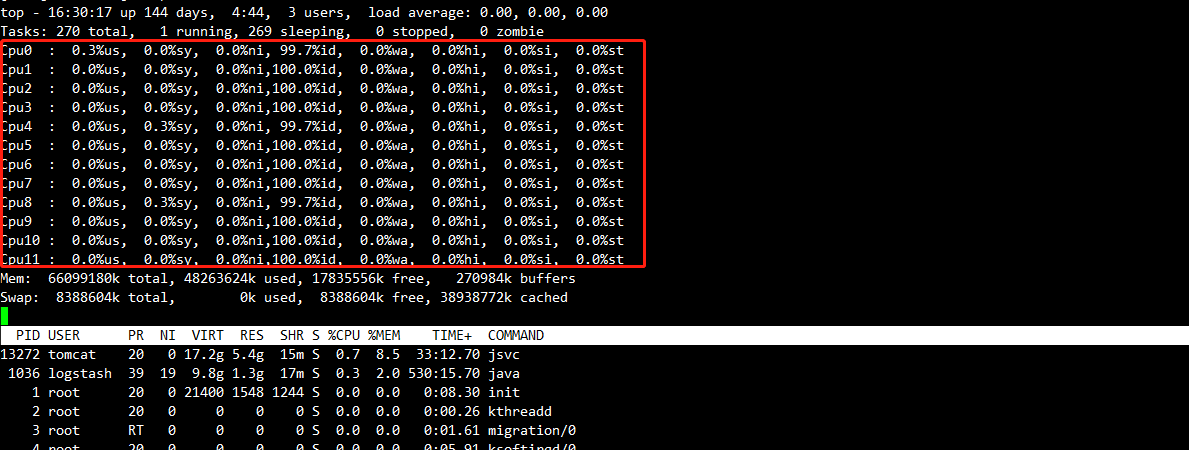 top - 16:30:17 up 144 days,  4:44,  3 users,  load average: 0.00, 0.00, 0.00
Tasks: 270 total,   1 running, 269 sleeping,   0 stopped,   0 zombie
Cpu0  :  0.3%us,  0.0%sy,  0.0%ni, 99.7%id,  0.0%wa,  0.0%hi,  0.0%si,  0.0%st
Cpu1  :  0.0%us,  0.0%sy,  0.0%ni,100.0%id,  0.0%wa,  0.0%hi,  0.0%si,  0.0%st
Cpu2  :  0.0%us,  0.0%sy,  0.0%ni,100.0%id,  0.0%wa,  0.0%hi,  0.0%si,  0.0%st
Cpu3  :  0.0%us,  0.0%sy,  0.0%ni,100.0%id,  0.0%wa,  0.0%hi,  0.0%si,  0.0%st
Cpu4  :  0.0%us,  0.3%sy,  0.0%ni, 99.7%id,  0.0%wa,  0.0%hi,  0.0%si,  0.0%st
Cpu5  :  0.0%us,  0.0%sy,  0.0%ni,100.0%id,  0.0%wa,  0.0%hi,  0.0%si,  0.0%st
Cpu6  :  0.0%us,  0.0%sy,  0.0%ni,100.0%id,  0.0%wa,  0.0%hi,  0.0%si,  0.0%st
Cpu7  :  0.0%us,  0.0%sy,  0.0%ni,100.0%id,  0.0%wa,  0.0%hi,  0.0%si,  0.0%st
Cpu8  :  0.0%us,  0.3%sy,  0.0%ni, 99.7%id,  0.0%wa,  0.0%hi,  0.0%si,  0.0%st
Cpu9  :  0.0%us,  0.0%sy,  0.0%ni,100.0%id,  0.0%wa,  0.0%hi,  0.0%si,  0.0%st
Cpu10 :  0.0%us,  0.0%sy,  0.0%ni,100.0%id,  0.0%wa,  0.0%hi,  0.0%si,  0.0%st
Cpu11 :  0.0%us,  0.0%sy,  0.0%ni,100.0%id,  0.0%wa,  0.0%hi,  0.0%si,  0.0%st
Mem:  66099180k total, 48263624k used, 17835556k free,   270984k buffers
Swap:  8388604k total,        0k used,  8388604k free, 38938772k cached
  PID USER      PR  NI  VIRT  RES  SHR S %CPU %MEM    TIME+  COMMAND
13272 tomcat    20   0 17.2g 5.4g  15m S  0.7  8.5  33:12.70 jsvc
 1036 logstash  39  19  9.8g 1.3g  17m S  0.3  2.0 530:15.70 java
    1 root      20   0 21400 1548 1244 S  0.0  0.0   0:08.30 init
    2 root      20   0     0    0    0 S  0.0  0.0   0:00.26 kthreadd
    3 root      RT   0     0    0    0 S  0.0  0.0   0:01.61 migration/0
    4 root      20   0     0    0    0 S  0.0  0.0   0:05.91 ksoftirqd/0